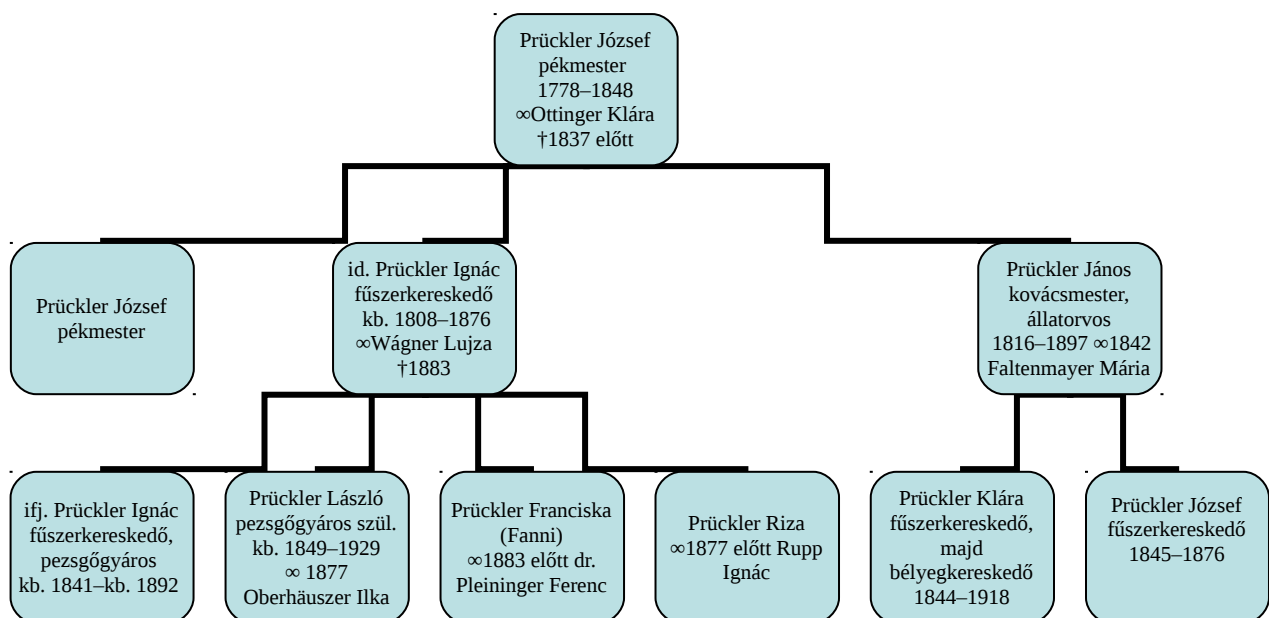 Prückler József
pékmester
1778–1848
∞Ottinger Klára
†1837 előtt
Prückler József
pékmester
id. Prückler Ignác
fűszerkereskedő
kb. 1808–1876
∞Wágner Lujza
†1883
Prückler János
kovácsmester,
állatorvos
1816–1897 ∞1842
Faltenmayer Mária
ifj. Prückler Ignác
fűszerkereskedő,
pezsgőgyáros
kb. 1841–kb. 1892
Prückler László
pezsgőgyáros szül.
kb. 1849–1929
∞ 1877
Oberhäuszer Ilka
Prückler Franciska
(Fanni)
∞1883 előtt dr.
Pleininger Ferenc
Prückler Riza
∞1877 előtt Rupp
Ignác
Prückler Klára
fűszerkereskedő,
majd
bélyegkereskedő
1844–1918
Prückler József
fűszerkereskedő
1845–1876